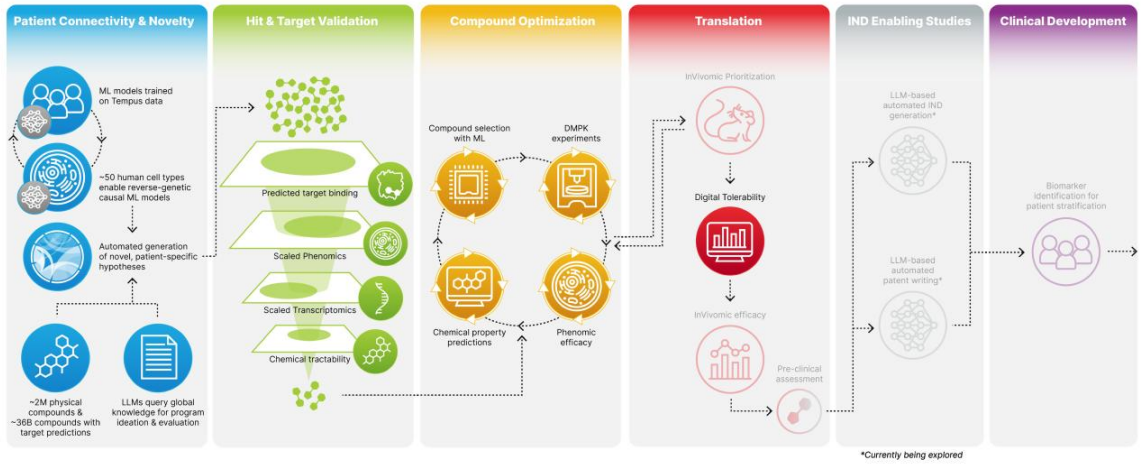 Patient Connectivity & Novelty
ML models trained
on Tempus data
~50 human cell types
enable reverse-genetic
causal ML models
Automated generation
of novel, patient-specific
hypotheses
~2M physical
compounds &
~36B compounds with
target predictions
LLMs query global
knowledge for program
ideation & evaluation
Hit & Target Validation
Predicted target binding
Scaled Phenomics
Scaled Transcriptomics
Chemical tractability
Compound Optimization
Compound selection
with ML
DMPK
experiments
Chemical property
predictions
Phenomic
efficacy
Translation
InVivomic Prioritization
Digital Tolerability
InVivomic efficacy
Pre-clinical
assessment
IND Enabling Studies
LLM-based
automated IND
generation*
LLM-based
automated
patent writing*
Clinical Development
Biomarker
identification for
patient stratification
*Currently being explored